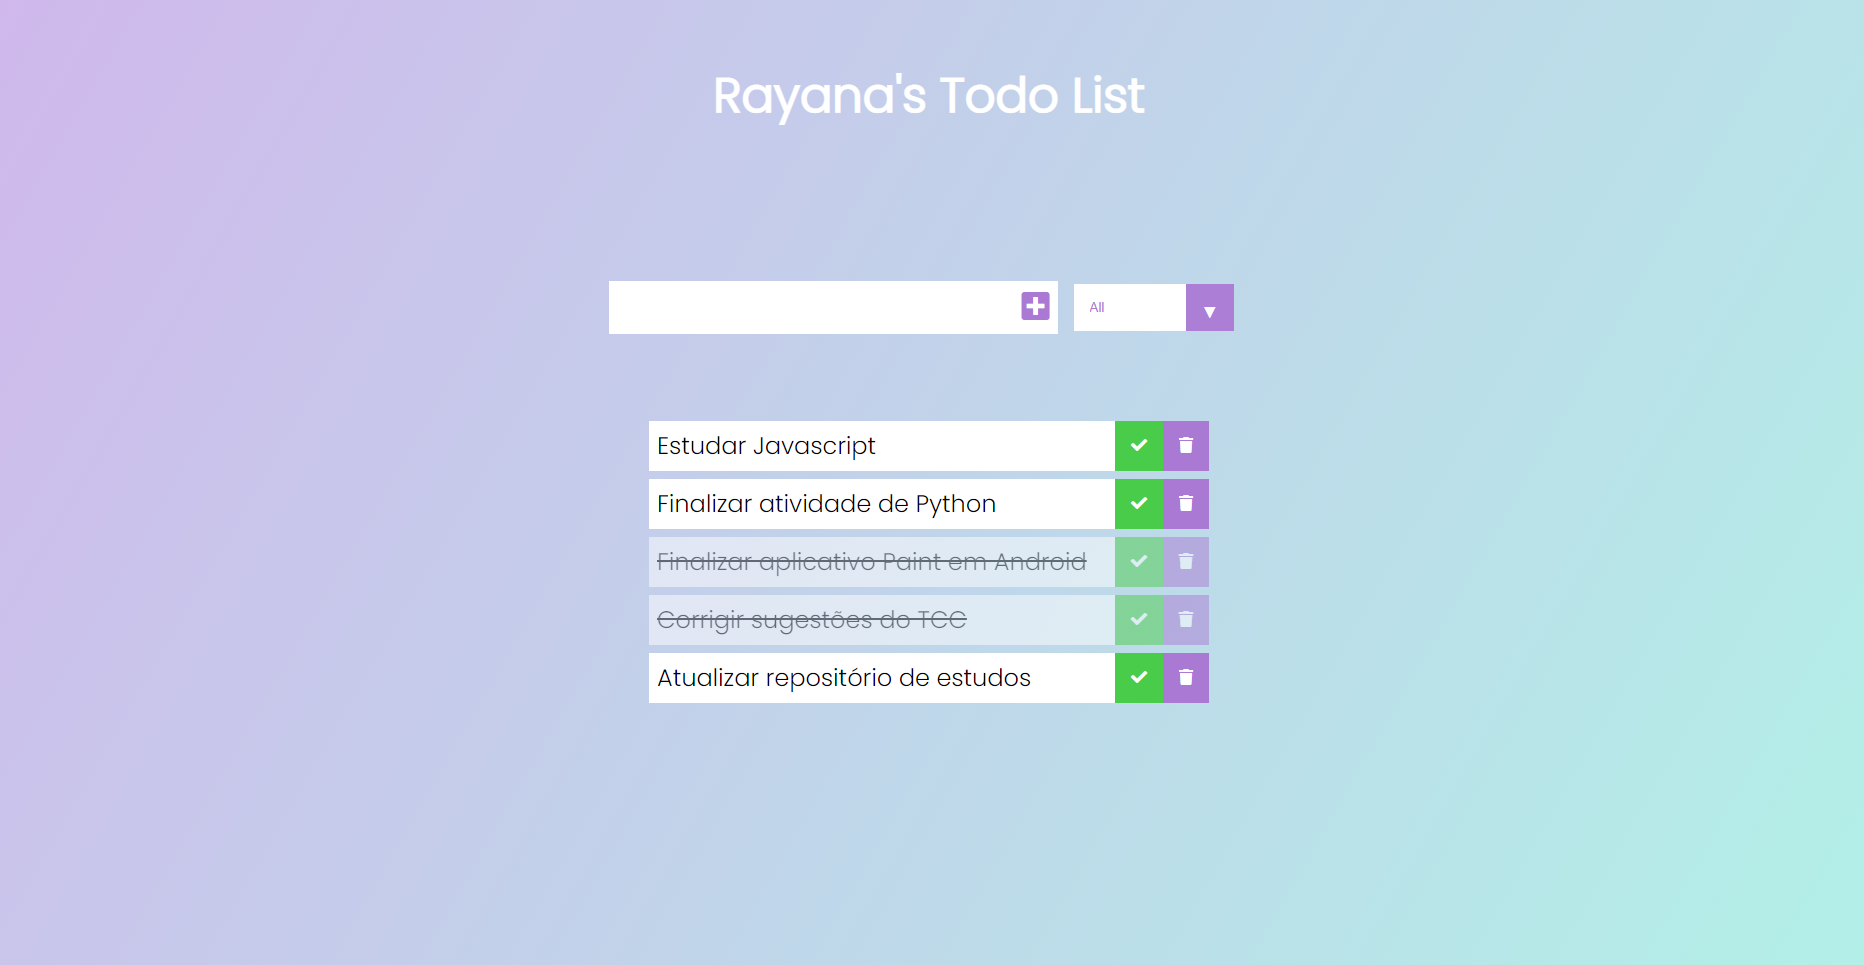 Rayana's Todo List
All
Estudar Javascript
Finalizar atividade de Python
Finalizar aplicativo Paint em Android
Corrigir sugestões do TCC
Atualizar repositório de estudos